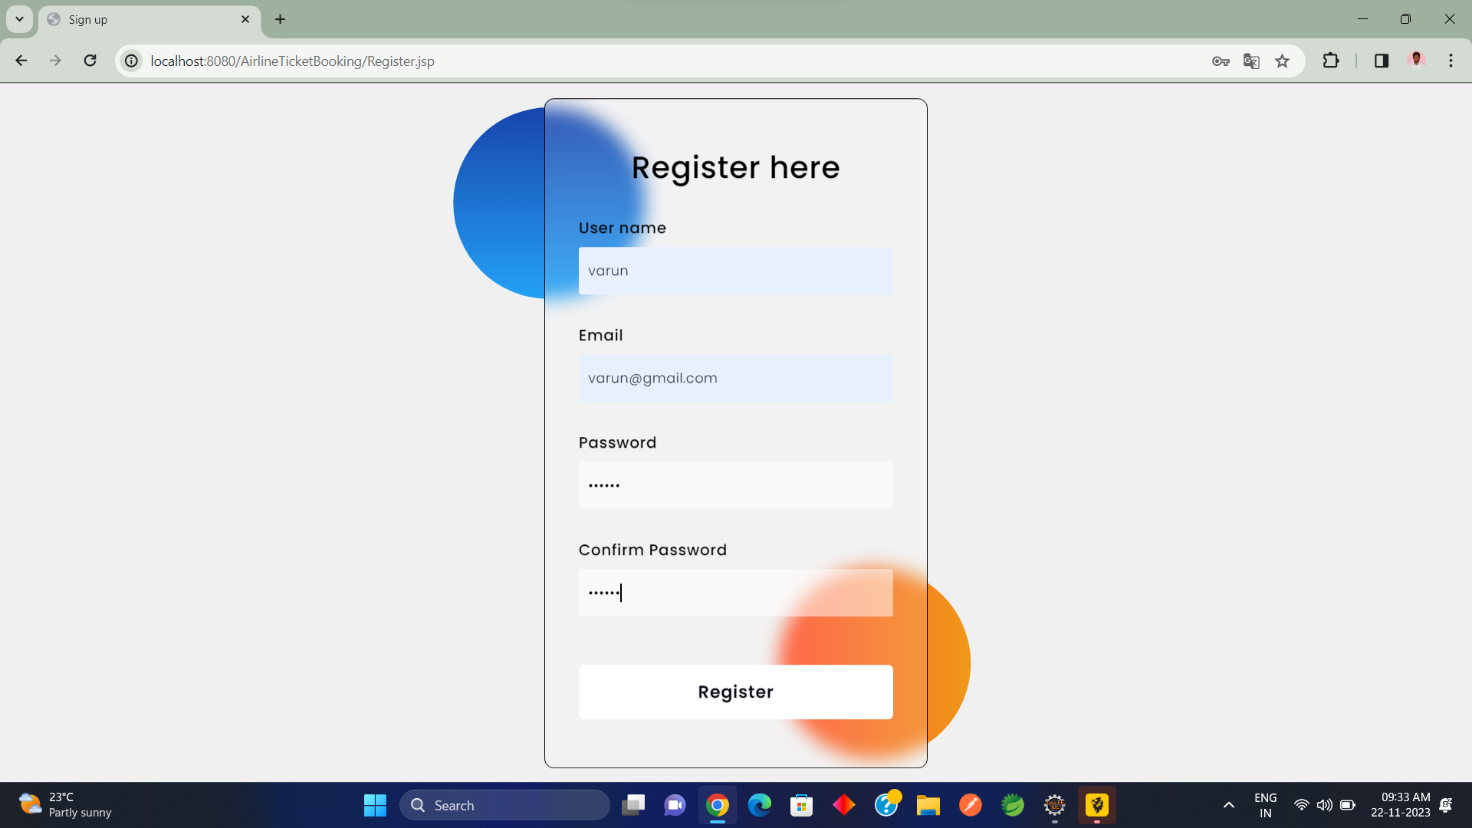 Sign up
localhost:8080/AirlineTicketBooking/Register.jsp
Register here
User name
varun
Email
varun@gmail.com
Password
••••••
Confirm Password
••••••
Register
23°C
Partly sunny
Search
ENG
IN
09:33 AM
22-11-2023